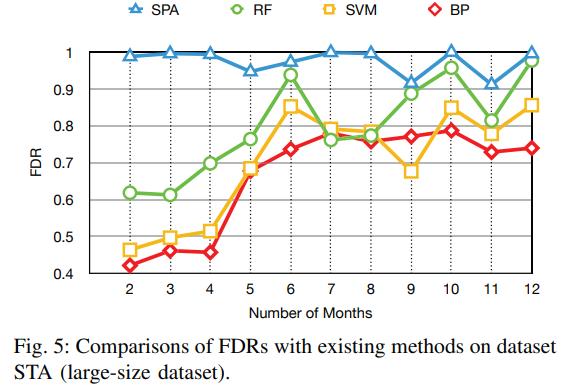 SPA RF SVM BP
1
0.9
0.8
0.7
0.6
0.5
0.4
FDR
2 3 4 5 6 7 8 9 10 11 12
Number of Months
Fig. 5: Comparisons of FDRs with existing methods on dataset
STA (large-size dataset).